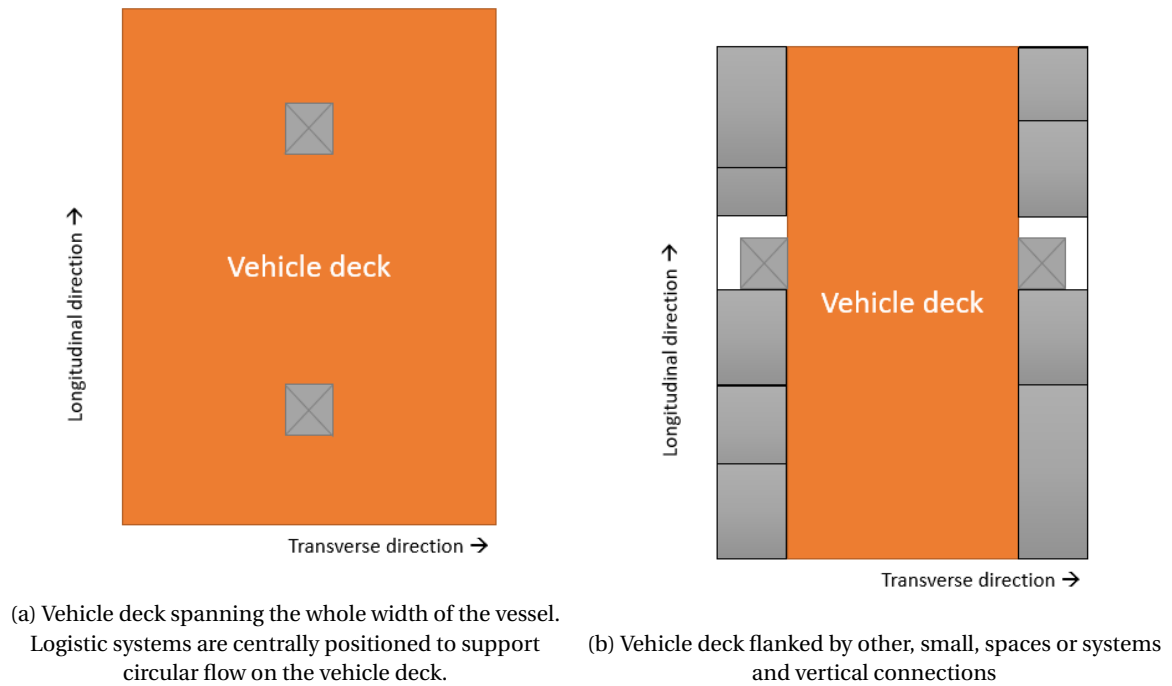 Longitudinal direction →
Vehicle deck
Transverse direction →
(a) Vehicle deck spanning the whole width of the vessel.
Logistic systems are centrally positioned to support
circular flow on the vehicle deck.
Longitudinal direction →
Vehicle deck
Transverse direction →
(b) Vehicle deck flanked by other, small, spaces or systems
and vertical connections